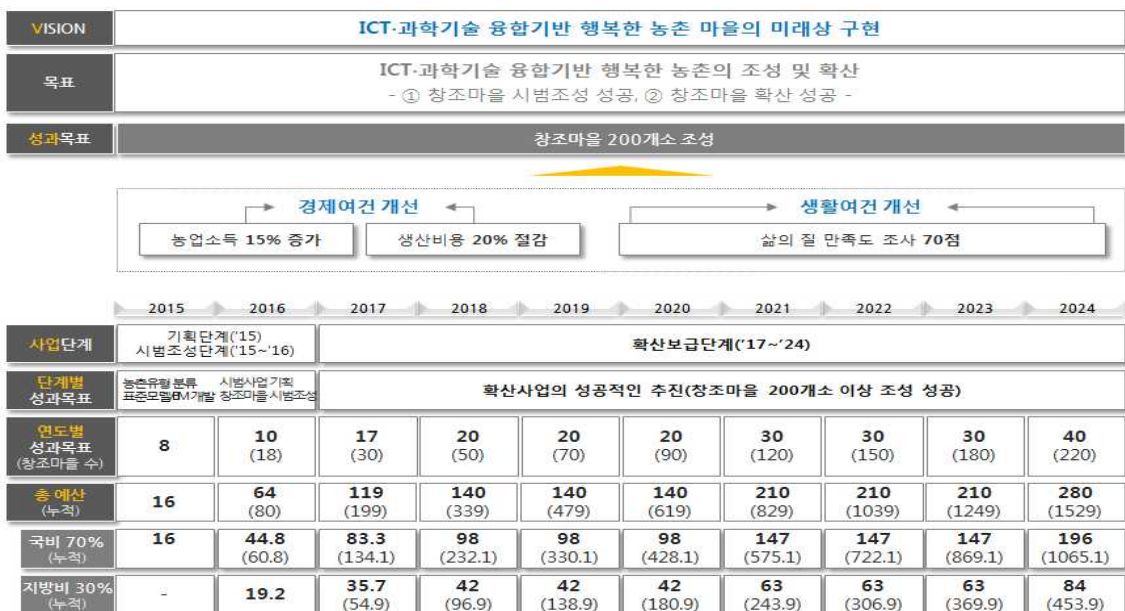 VISION
ICT·과학기술 융합기반 행복한 농촌 마을의 미래상 구현
목표
ICT·과학기술 융합기반 행복한 농촌의 조성 및 확산
- ① 창조마을 시범조성 성공, ② 창조마을 확산 성공 -
성과목표
창조마을 200개소 조성
경제여건 개선
생활여건 개선
농업소득 15% 증가
생산비용 20% 절감
삶의 질 만족도 조사 70점
2015 2016 2017 2018 2019 2020 2021 2022 2023 2024
사업단계
기획단계('15)
시범조성단계('15~'16)
확산보급단계('17~'24)
단계별
성과목표
농촌유형 분류
표준모델/BM 개발
시범사업 기획
창조마을 시범조성
확산사업의 성공적인 추진(창조마을 200개소 이상 조성 성공)
연도별
성과목표
(창조마을 수)
8 10 17 20 20 20 30 30 30 40
(18) (30) (50) (70) (90) (120) (150) (180) (220)
총 예산
(누적)
16 64 119 140 140 140 210 210 210 280
(80) (199) (339) (479) (619) (829) (1039) (1249) (1529)
국비 70%
(누적)
16 44.8 83.3 98 98 98 147 147 147 196
(60.8) (134.1) (232.1) (330.1) (428.1) (575.1) (722.1) (869.1) (1065.1)
지방비 30%
(누적)
- 19.2 35.7 42 42 42 63 63 63 84
(54.9) (96.9) (138.9) (180.9) (243.9) (306.9) (369.9) (453.9)